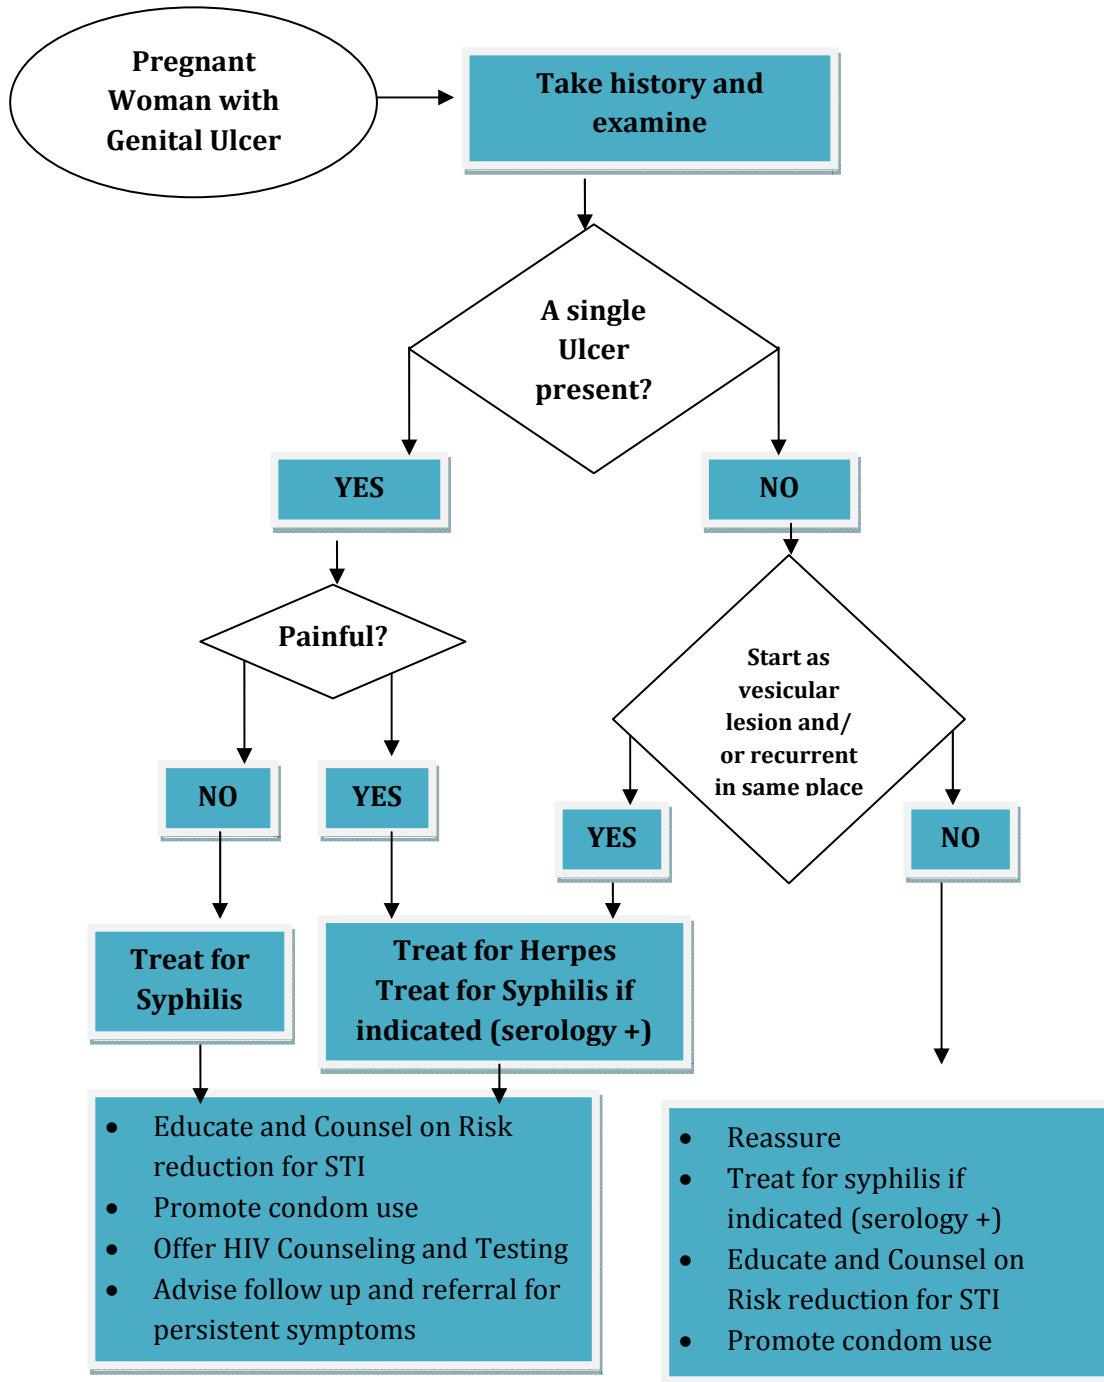 Pregnant
Woman with
Genital Ulcer
Take history and
examine
A single
Ulcer
present?
YES
NO
Painful?
Start as
vesicular
lesion and/
or recurrent
in same place
NO
YES
YES
NO
Treat for
Syphilis
Treat for Herpes
Treat for Syphilis if
indicated (serology +)
• Educate and Counsel on Risk
reduction for STI
• Promote condom use
• Offer HIV Counseling and Testing
• Advise follow up and referral for
persistent symptoms
• Reassure
• Treat for syphilis if
indicated (serology +)
• Educate and Counsel on
Risk reduction for STI
• Promote condom use